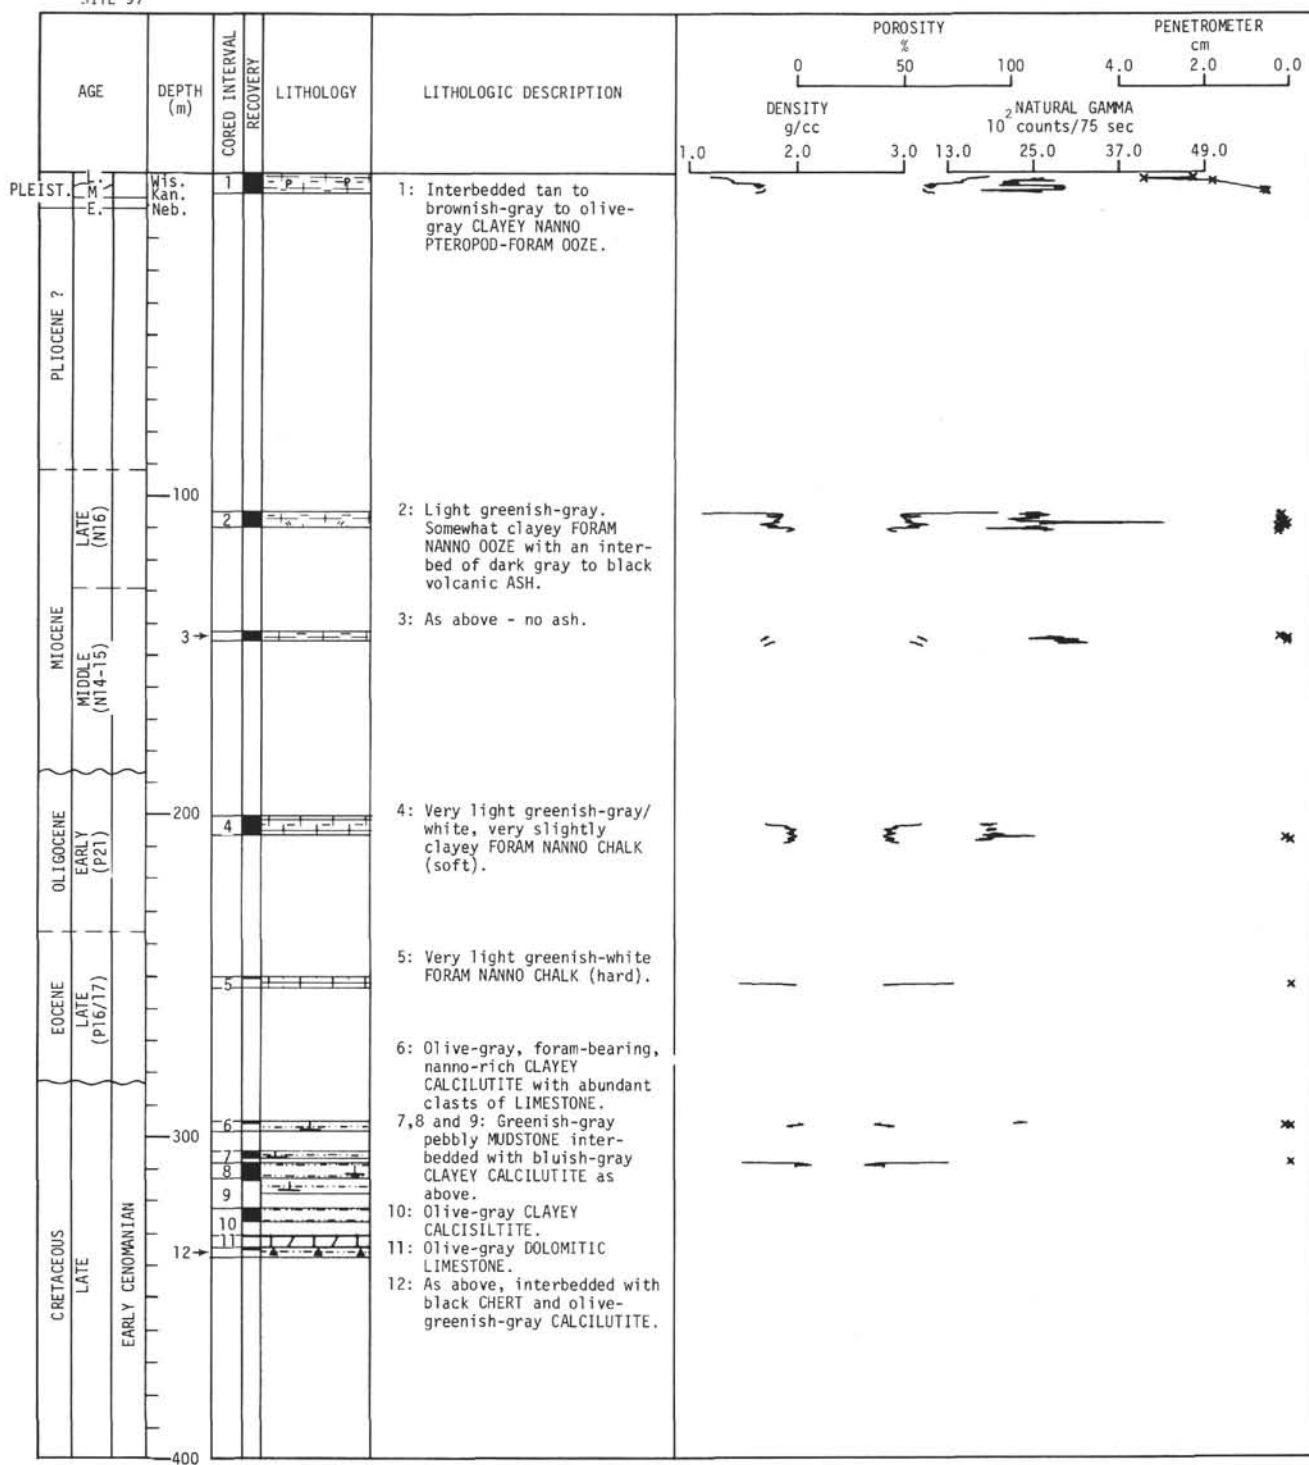 SITE 97
AGE
DEPTH
(m)
CORED INTERVAL
RECOVERY
LITHOLOGY
LITHOLOGIC DESCRIPTION
POROSITY
%
0 50 100
PENETROMETER
cm
4.0 2.0 0.0
DENSITY
g/cc
1.0 2.0 3.0
2 NATURAL GAMMA
10 counts/75 sec
13.0 25.0 37.0 49.0
PLEIST.
L.
M
E.
Wis.
Kan.
Neb.
1
P P
1: Interbedded tan to
brownish-gray to olive-
gray CLAYEY NANNO
PTEROPOD-FORAM OOZE.
PLIOCENE ?
100
MIOCENE
LATE
(N16)
2
2: Light greenish-gray.
Somewhat clayey FORAM
NANNO OOZE with an inter-
bed of dark gray to black
volcanic ASH.
MIDDLE
(N14-15)
3
3: As above - no ash.
OLIGOCENE
EARLY
(P21)
200
4
4: Very light greenish-gray/
white, very slightly
clayey FORAM NANNO CHALK
(soft).
EOCENE
LATE
(P16/17)
5
5: Very light greenish-white
FORAM NANNO CHALK (hard).
6: Olive-gray, foram-bearing,
nanno-rich CLAYEY
CALCILUTITE with abundant
clasts of LIMESTONE.
CRETACEOUS
LATE
EARLY CENOMANIAN
300
6
7
8
9
10
11
12
7,8 and 9: Greenish-gray
pebbly MUDSTONE inter-
bedded with bluish-gray
CLAYEY CALCILUTITE as
above.
10: Olive-gray CLAYEY
CALCISILTITE.
11: Olive-gray DOLOMITIC
LIMESTONE.
12: As above, interbedded with
black CHERT and olive-
greenish-gray CALCILUTITE.
400